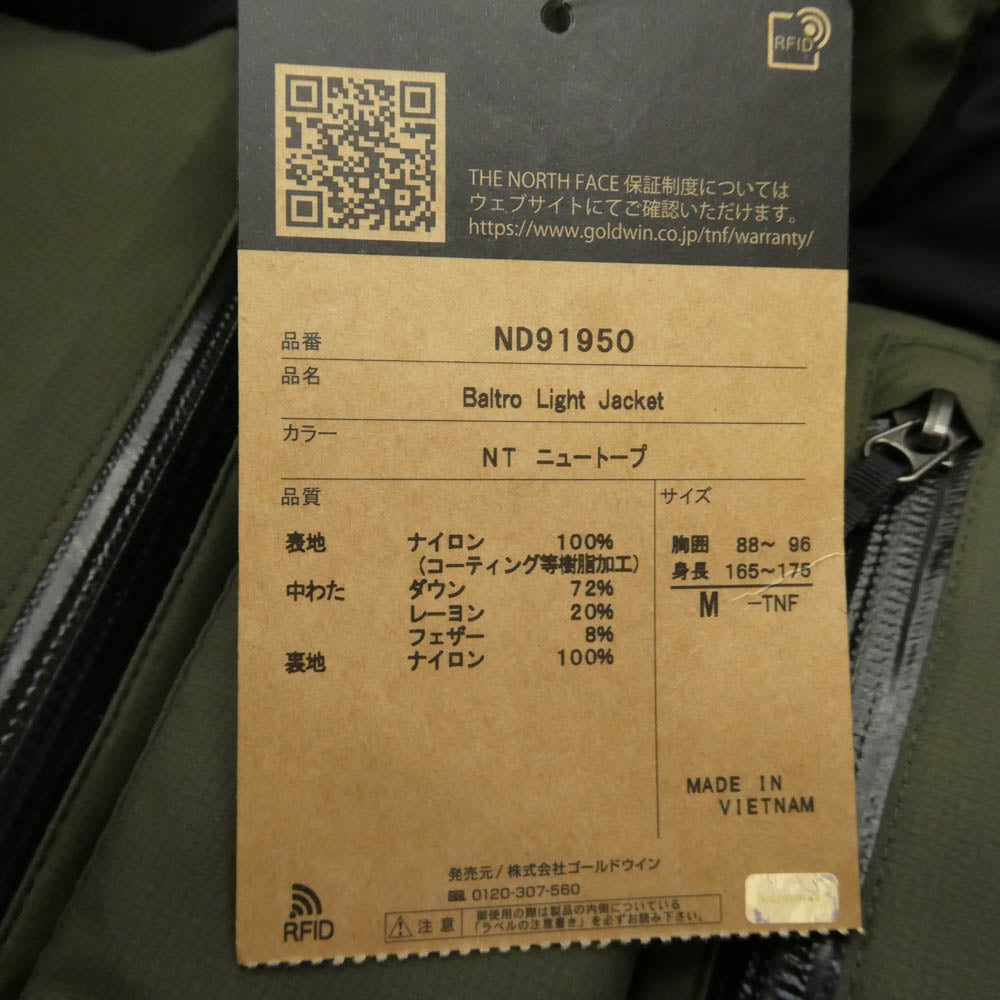 RFID
THE NORTH FACE 保証制度については
ウェブサイトにてご確認いただけます。
https://www.goldwin.co.jp/tnf/warranty/
品番 ND91950
品名
Baltro Light Jacket
カラー
NT ニュートープ
品質
表地 ナイロン 100%
(コーティング等樹脂加工)
中わた ダウン 72%
レーヨン 20%
フェザー 8%
裏地 ナイロン 100%
サイズ
胸囲 88~ 96
身長 165~175
M -TNF
MADE IN
VIETNAM
発売元/株式会社ゴールドウイン
0120-307-560
RFID
注意
御使用の際は製品の内側についている
「ラベルの注意書き」を必ずお読み下さい。